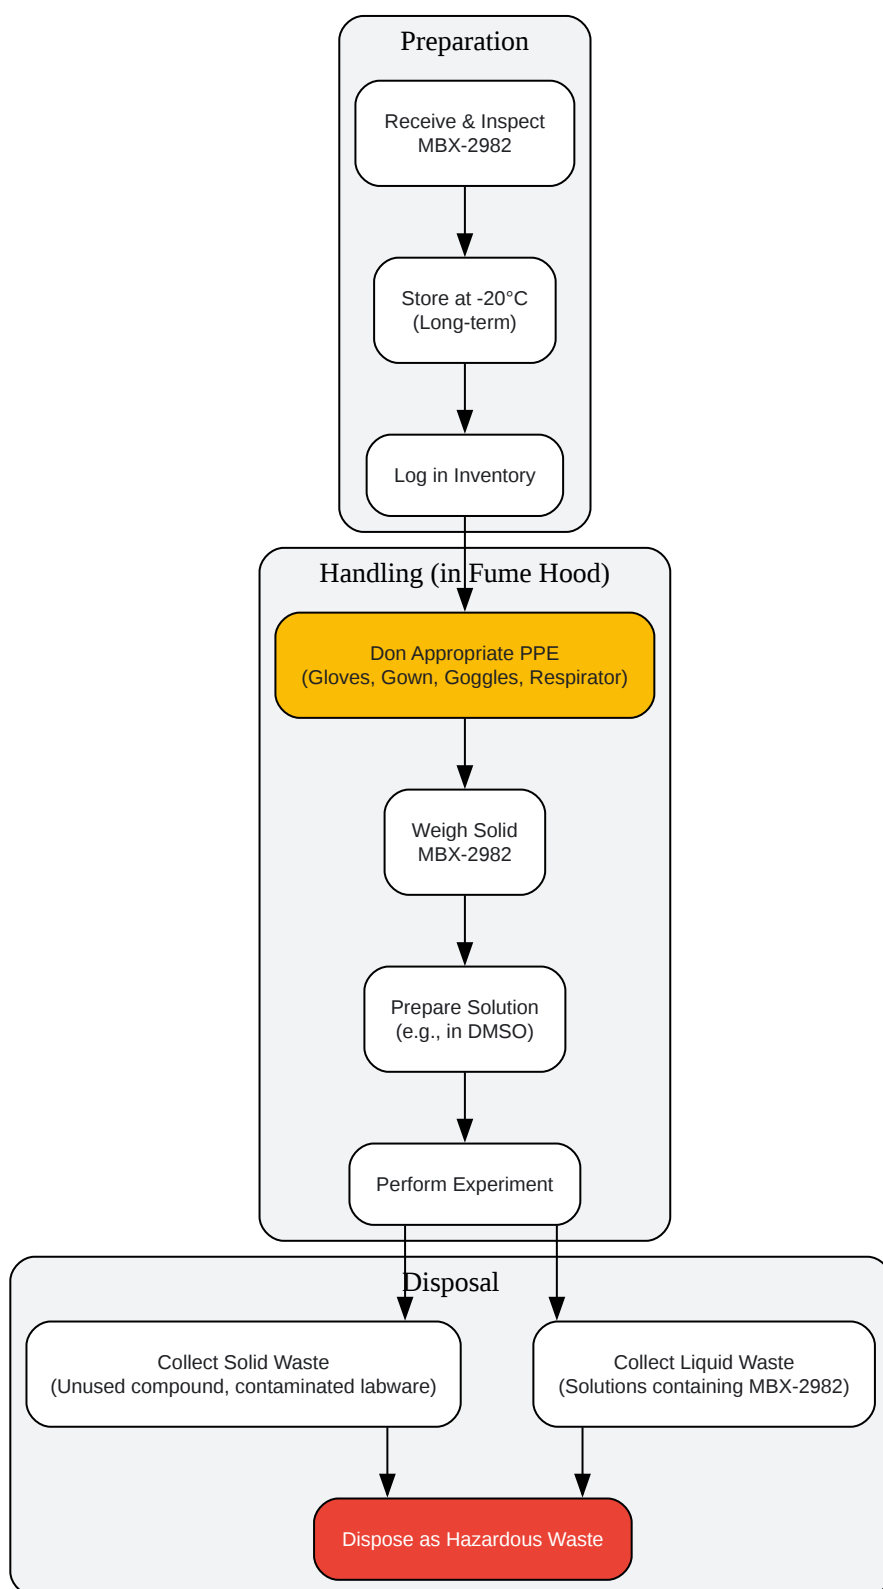 Preparation
Receive & Inspect
MBX-2982
Store at -20°C
(Long-term)
Log in Inventory
Handling (in Fume Hood)
Don Appropriate PPE
(Gloves, Gown, Goggles, Respirator)
Weigh Solid
MBX-2982
Prepare Solution
(e.g., in DMSO)
Perform Experiment
Disposal
Collect Solid Waste
(Unused compound, contaminated labware)
Collect Liquid Waste
(Solutions containing MBX-2982)
Dispose as Hazardous Waste